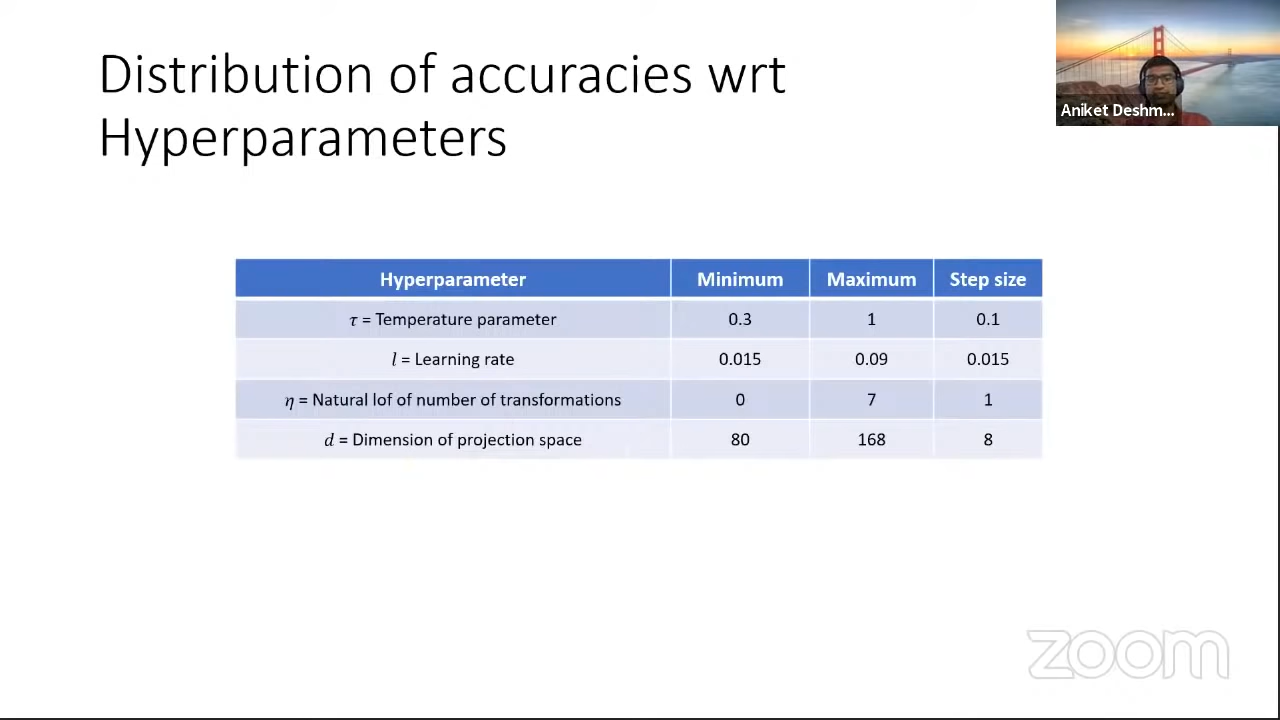 Distribution of accuracies wrt
Hyperparameters
Aniket Deshm...
Hyperparameter Minimum Maximum Step size
τ = Temperature parameter 0.3 1 0.1
l = Learning rate 0.015 0.09 0.015
η = Natural lof of number of transformations 0 7 1
d = Dimension of projection space 80 168 8
zoom